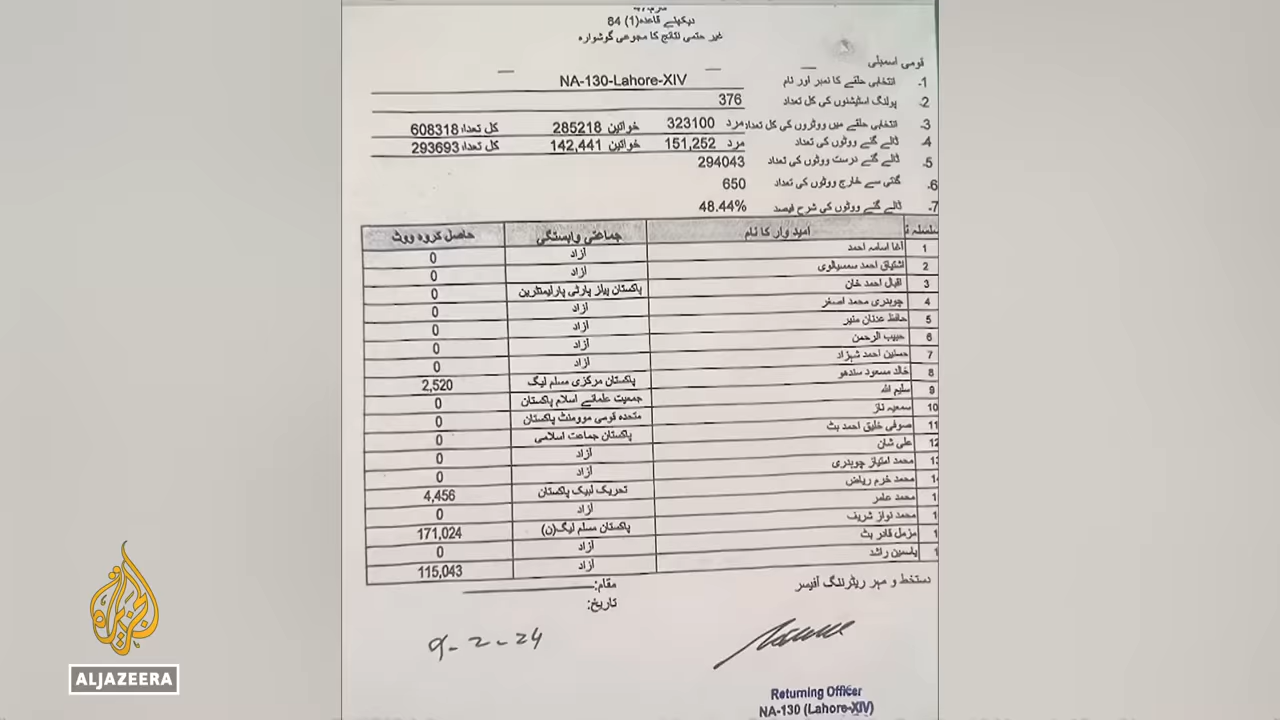 دیکھئے قاعدہ(1) 84
غیر حتمی نتائج کا مجموعی گوشوارہ
قومی اسمبلی
1- انتخابی حلقے کا نمبر اور نام NA-130-Lahore-XIV
2- پولنگ اسٹیشنوں کی کل تعداد 376
3- انتخابی حلقے میں ووٹروں کی کل تعداد مرد 323100 خواتین 285218 کل تعداد 608318
4- ڈالے گئے ووٹوں کی تعداد مرد 151,252 خواتین 142,441 کل تعداد 293693
5- ڈالے گئے درست ووٹوں کی تعداد 294043
6- گنتی سے خارج ووٹوں کی تعداد 650
7- ڈالے گئے ووٹوں کی شرح فیصد 48.44%
سلسلہ امیدوار کا نام جماعتی وابستگی حاصل کردہ ووٹ
1 آغا اسامہ احمد آزاد 0
2 اشتیاق احمد آزاد 0
3 اقبال احمد خان پاکستان پیپلز پارٹی پارلیمنٹرین 0
4 چوہدری محمد اصغر آزاد 0
5 حافظ عدنان منیر آزاد 0
6 حبیب الرحمن آزاد 0
7 حسنین احمد شہزاد آزاد 0
8 خالد مسعود سندھو پاکستان مرکزی مسلم لیگ 2,520
9 سلیم اللہ جمعیت علمائے اسلام پاکستان 0
10 سمعیہ ناز متحدہ قومی موومنٹ پاکستان 0
11 صوفی خلیق احمد بٹ پاکستان جماعت اسلامی 0
12 علی شان آزاد 0
محمد امتیاز چوہدری آزاد 0
محمد خرم ریاض تحریک لبیک پاکستان 4,456
محمد عامر آزاد 0
محمد نواز شریف پاکستان مسلم لیگ(ن) 171,024
مزمل قادر بٹ آزاد 0
یاسمین راشد آزاد 115,043
دستخط و مہر ریٹرننگ آفیسر
مقام:
تاریخ:
9-2-24
Returning Officer
NA-130 (Lahore-XIV)
الجزيرة
ALJAZEERA